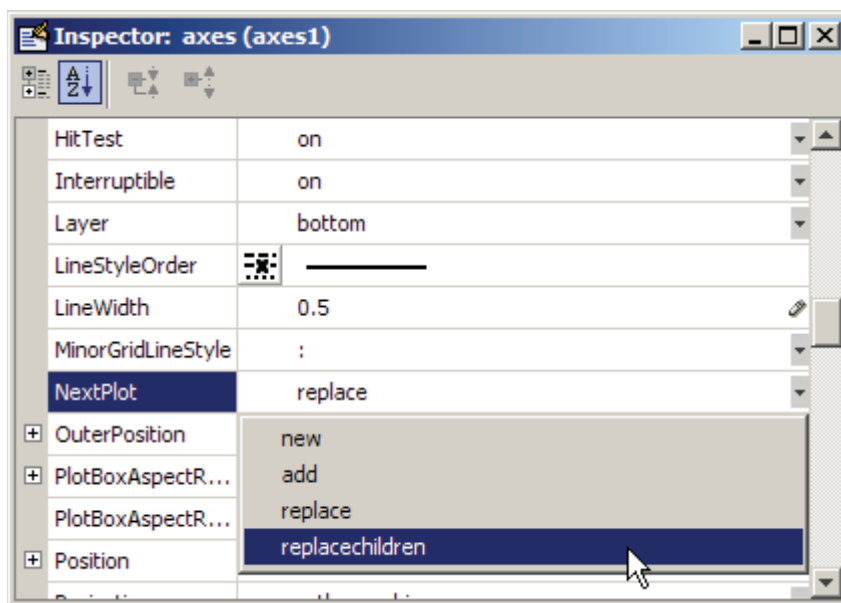 Inspector: axes (axes1)
A
Z
HitTest on
Interruptible on
Layer bottom
LineStyleOrder
LineWidth 0.5
MinorGridLineStyle :
NextPlot replace
OuterPosition new
PlotBoxAspectR... add
replace
PlotBoxAspectR...
replacechildren
Position